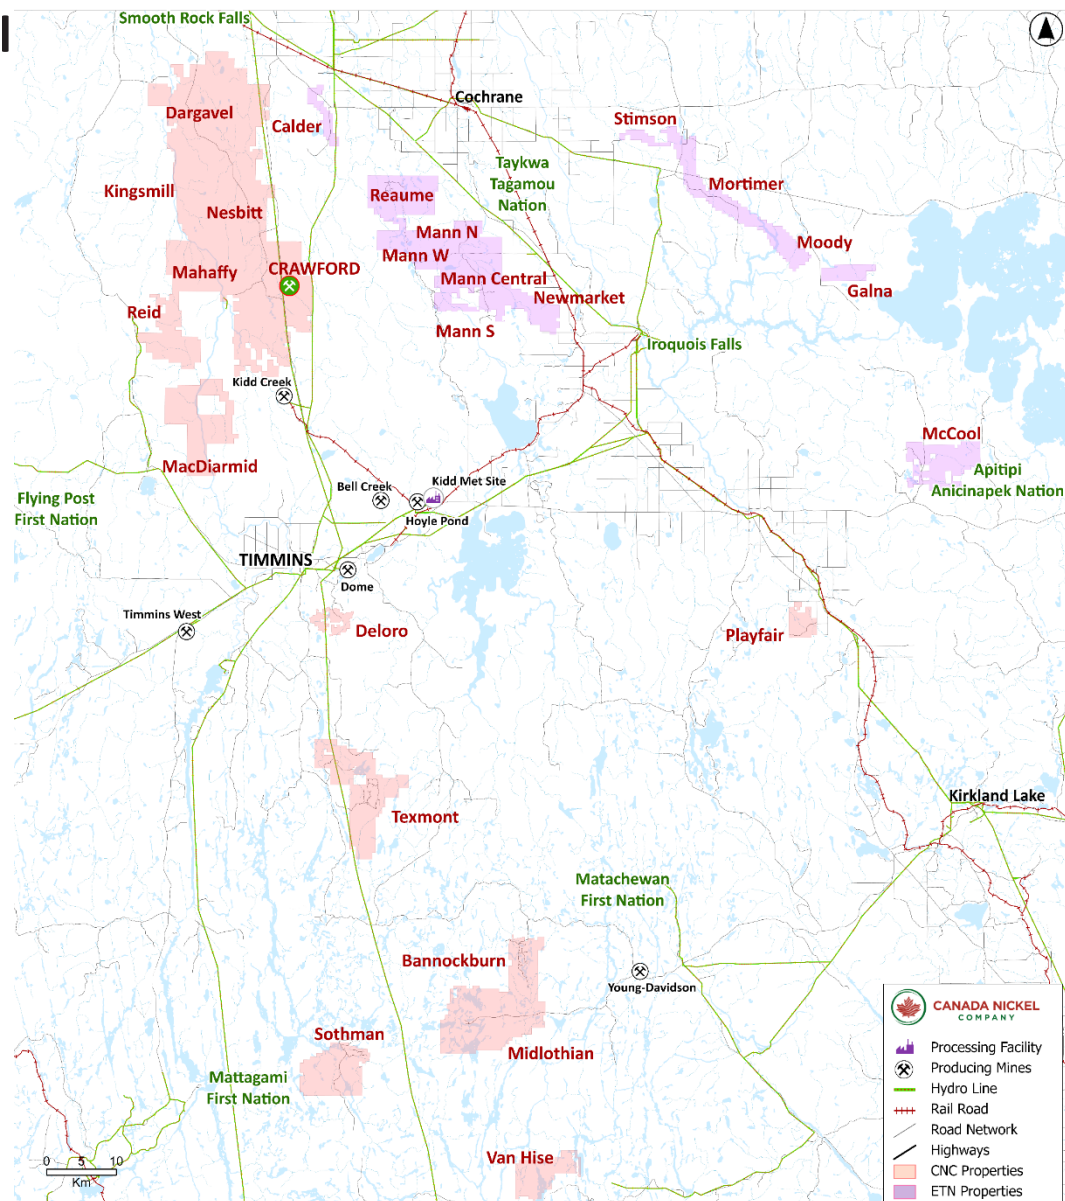 Smooth Rock Falls
Cochrane
Dargavel
Calder
Stimson
Taykwa
Tagamou
Nation
Kingsmill
Reaume
Mortimer
Nesbitt
Mann N
Moody
Mann W
Mahaffy
CRAWFORD
Mann Central
Galna
Newmarket
Reid
Mann S
Iroquois Falls
Kidd Creek
McCool
MacDiarmid
Apitipi
Anicinapek Nation
Flying Post
First Nation
Bell Creek
Kidd Met Site
Hoyle Pond
TIMMINS
Dome
Timmins West
Deloro
Playfair
Kirkland Lake
Texmont
Matachewan
First Nation
Bannockburn
Young-Davidson
Sothman
Midlothian
Mattagami
First Nation
Van Hise
0 5 10
Km
CANADA NICKEL
COMPANY
Processing Facility
Producing Mines
Hydro Line
Rail Road
Road Network
Highways
CNC Properties
ETN Properties